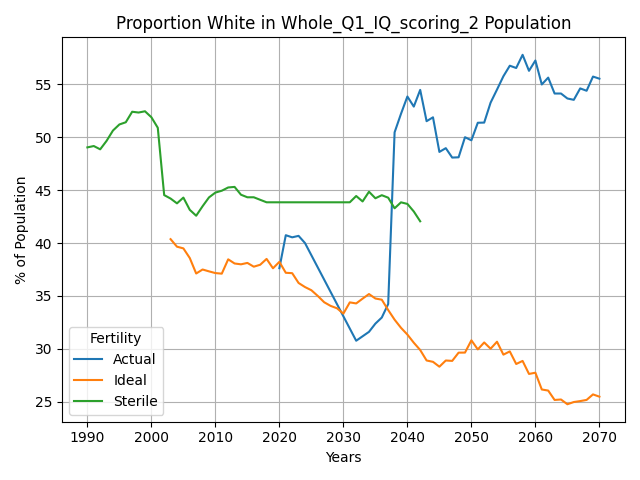 Proportion White in Whole_Q1_IQ_scoring_2 Population
% of Population
55
50
45
40
35
30
25
Fertility
Actual
Ideal
Sterile
1990 2000 2010 2020 2030 2040 2050 2060 2070
Years